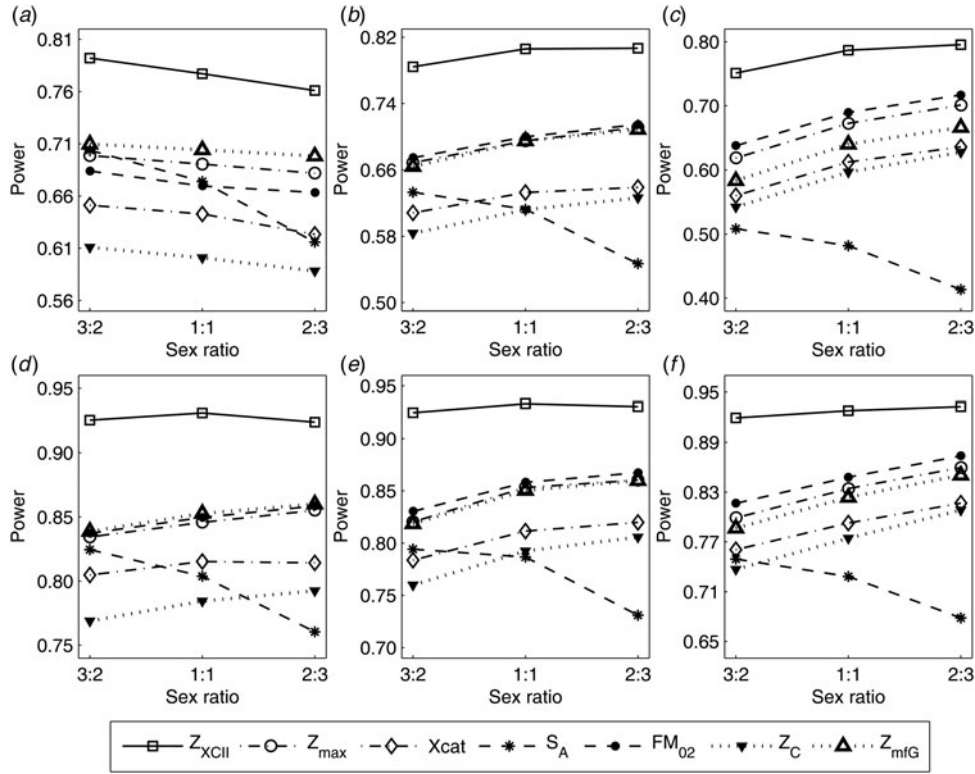 (a)
0.81
0.76
0.71
0.66
0.61
0.56
Power
3:2 1:1 2:3
Sex ratio
(b)
0.82
0.74
0.66
0.58
0.50
Power
3:2 1:1 2:3
Sex ratio
(c)
0.80
0.70
0.60
0.50
0.40
Power
3:2 1:1 2:3
Sex ratio
(d)
0.95
0.90
0.85
0.80
0.75
Power
3:2 1:1 2:3
Sex ratio
(e)
0.95
0.90
0.85
0.80
0.75
0.70
Power
3:2 1:1 2:3
Sex ratio
(f)
0.95
0.89
0.83
0.77
0.71
0.65
Power
3:2 1:1 2:3
Sex ratio
Z_XCII Z_max Xcat S_A FM_02 Z_C Z_mfG